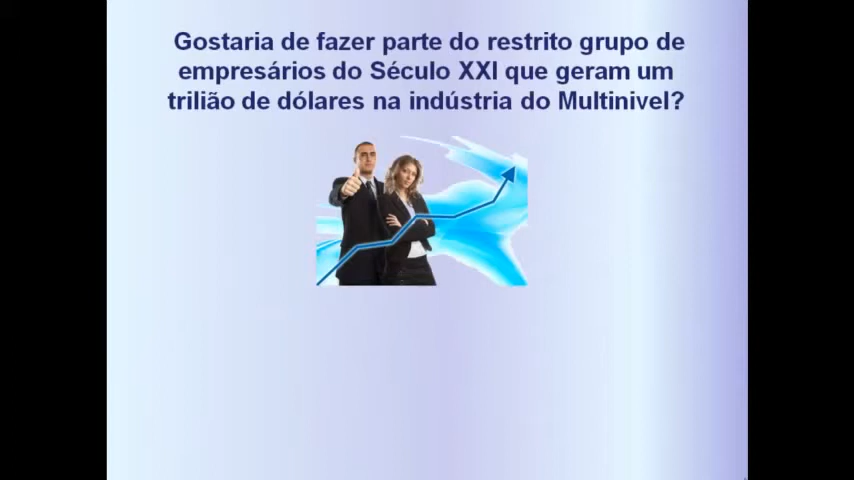 Gostaria de fazer parte do restrito grupo de
empresários do Século XXI que geram um
trilião de dólares na indústria do Multinivel?